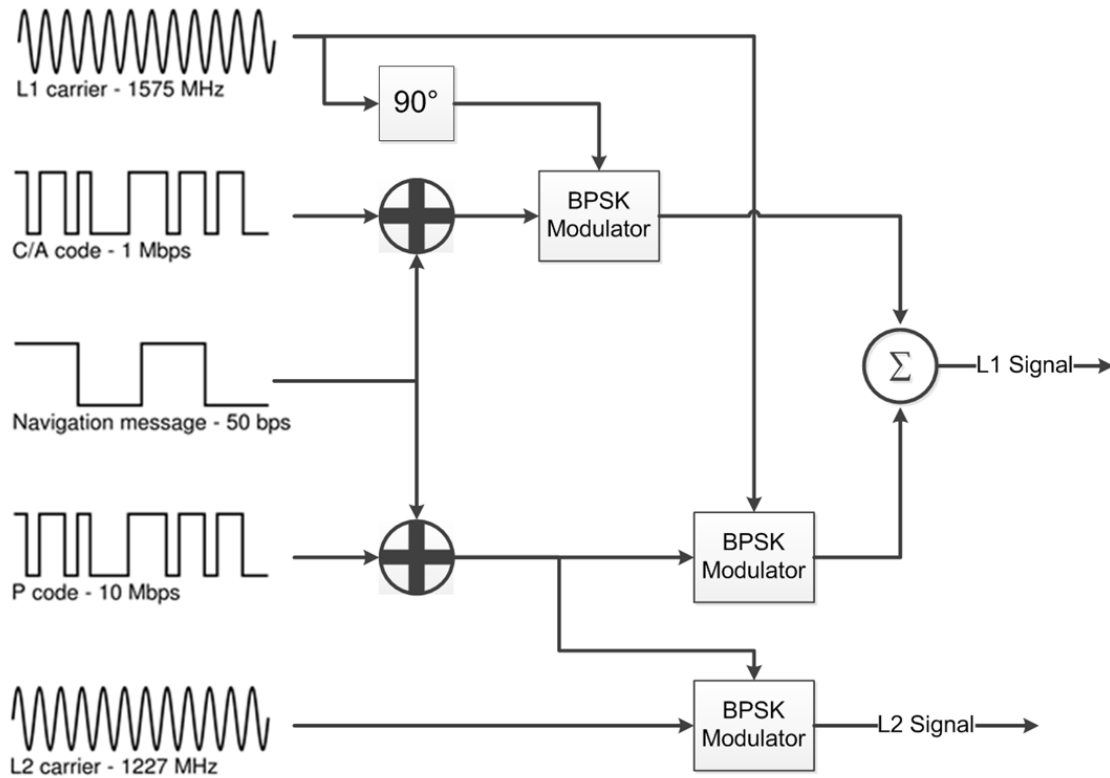 L1 carrier - 1575 MHz
90°
C/A code - 1 Mbps
BPSK
Modulator
Navigation message - 50 bps
Σ
L1 Signal
P code - 10 Mbps
BPSK
Modulator
L2 carrier - 1227 MHz
BPSK
Modulator
L2 Signal